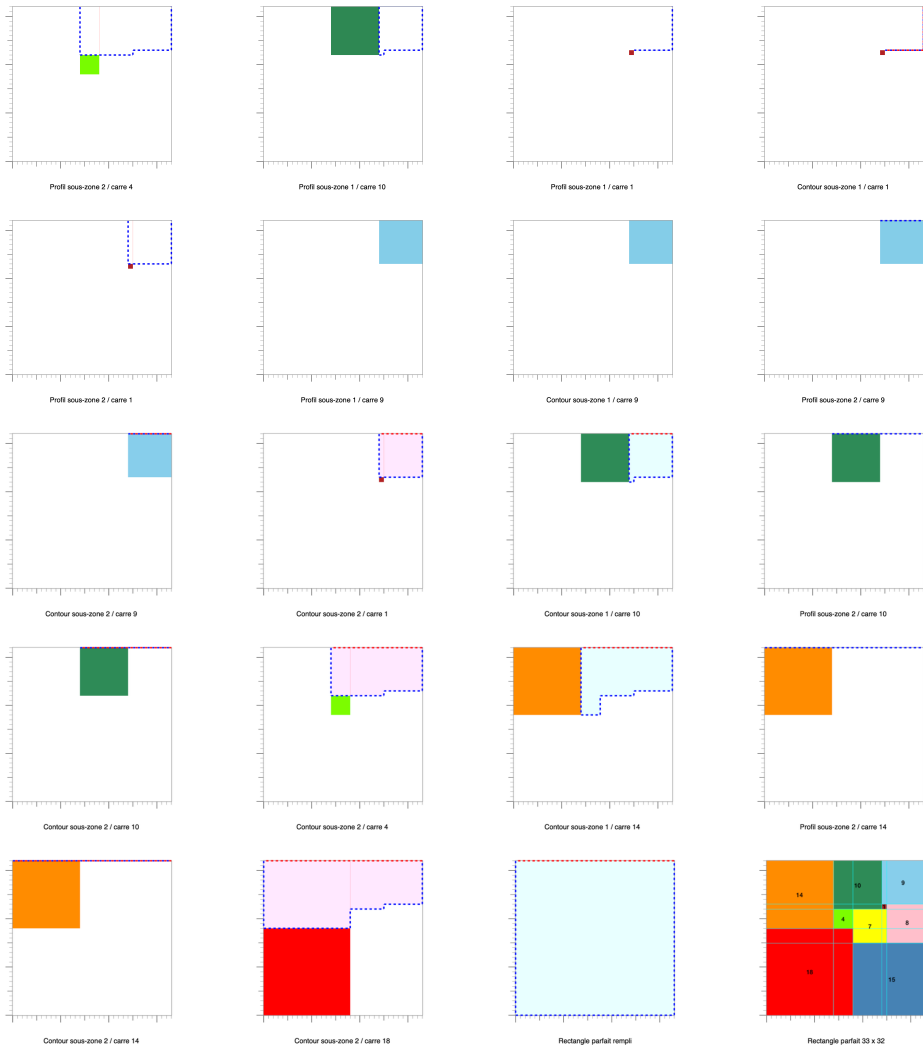 Profil sous-zone 2 / carre 4
Profil sous-zone 1 / carre 10
Profil sous-zone 1 / carre 1
Contour sous-zone 1 / carre 1
Profil sous-zone 2 / carre 1
Profil sous-zone 1 / carre 9
Contour sous-zone 1 / carre 9
Profil sous-zone 2 / carre 9
Contour sous-zone 2 / carre 9
Contour sous-zone 2 / carre 1
Contour sous-zone 1 / carre 10
Profil sous-zone 2 / carre 10
Contour sous-zone 2 / carre 10
Contour sous-zone 2 / carre 4
Contour sous-zone 1 / carre 14
Profil sous-zone 2 / carre 14
9
10
14
4
8
7
18
15
Contour sous-zone 2 / carre 14
Contour sous-zone 2 / carre 18
Rectangle parfait rempli
Rectangle parfait 33 x 32